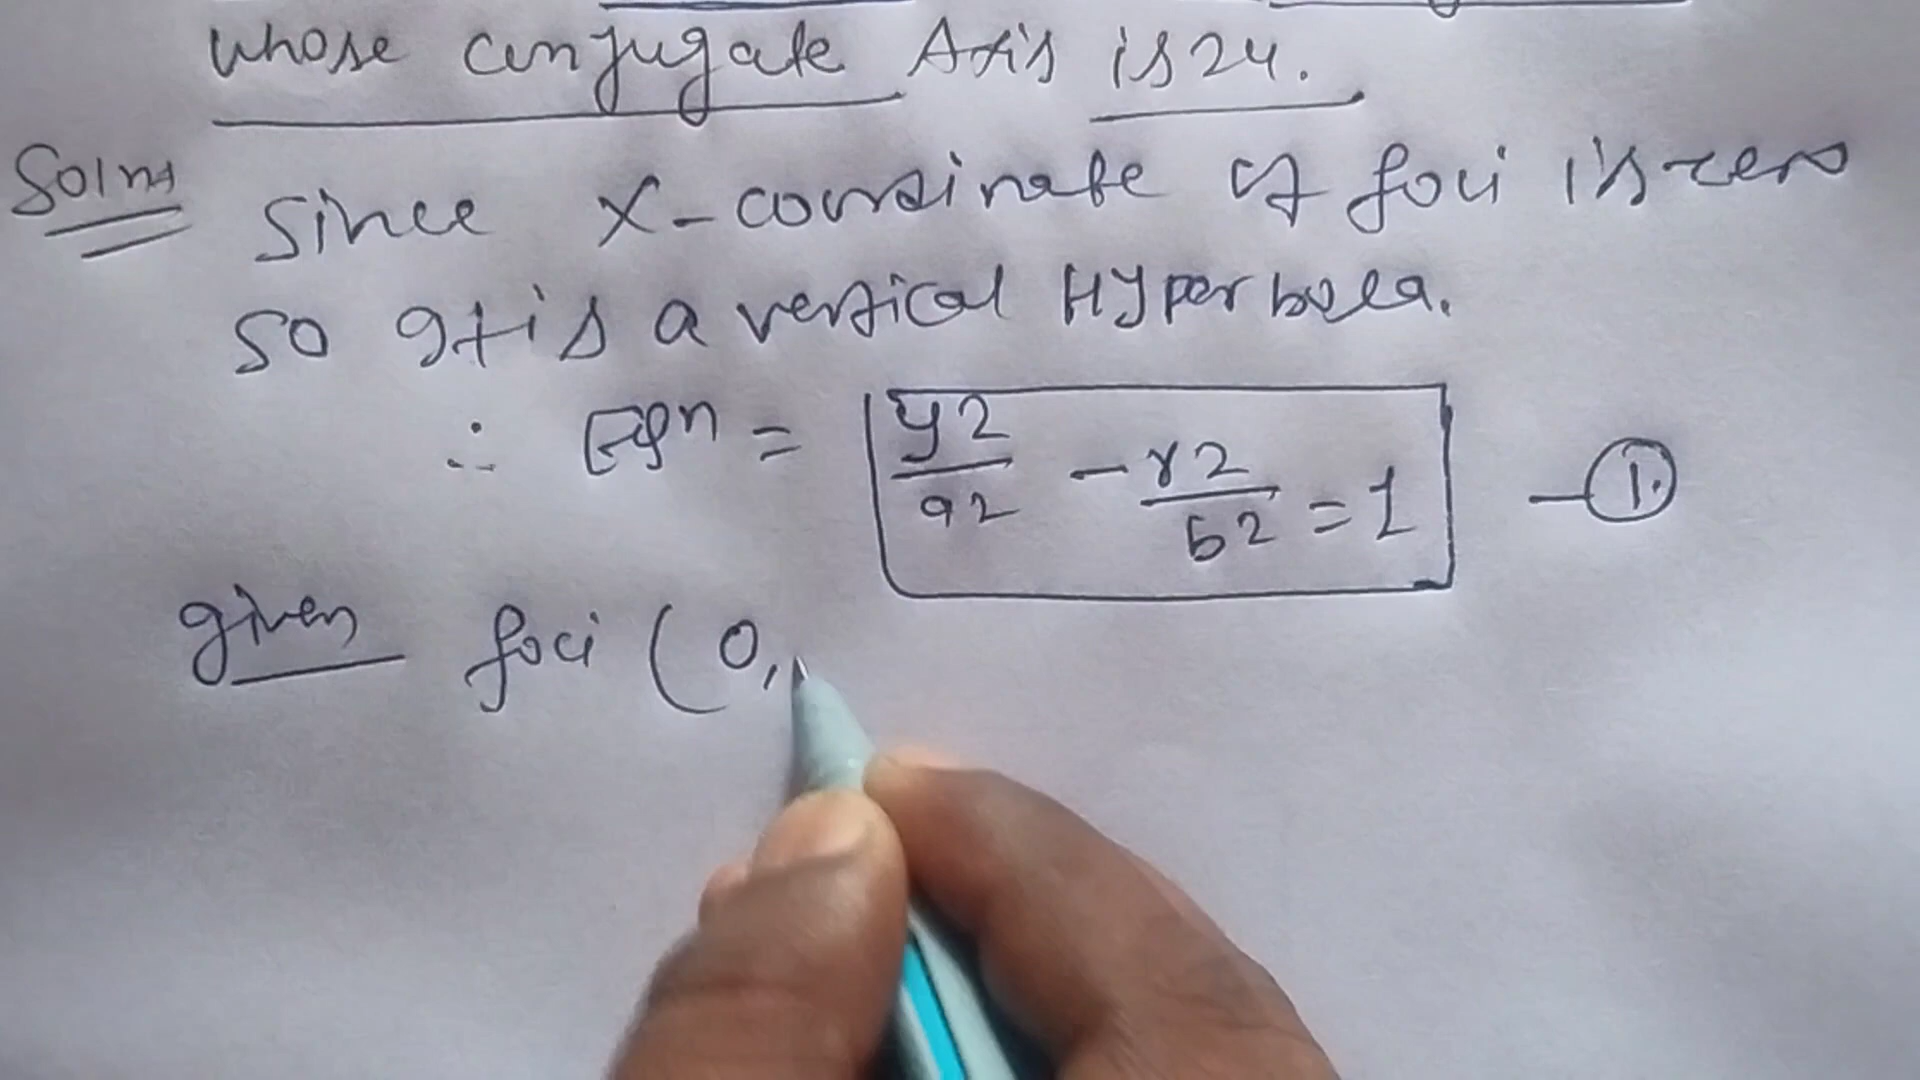 whose conjugate Axis is 24.
Soln
Since x-coordinate of foci is zero
so It is a vertical Hyperbola.
∴ Eqn = y2/a2 - x2/b2 = 1 - ①.
given foci (0,